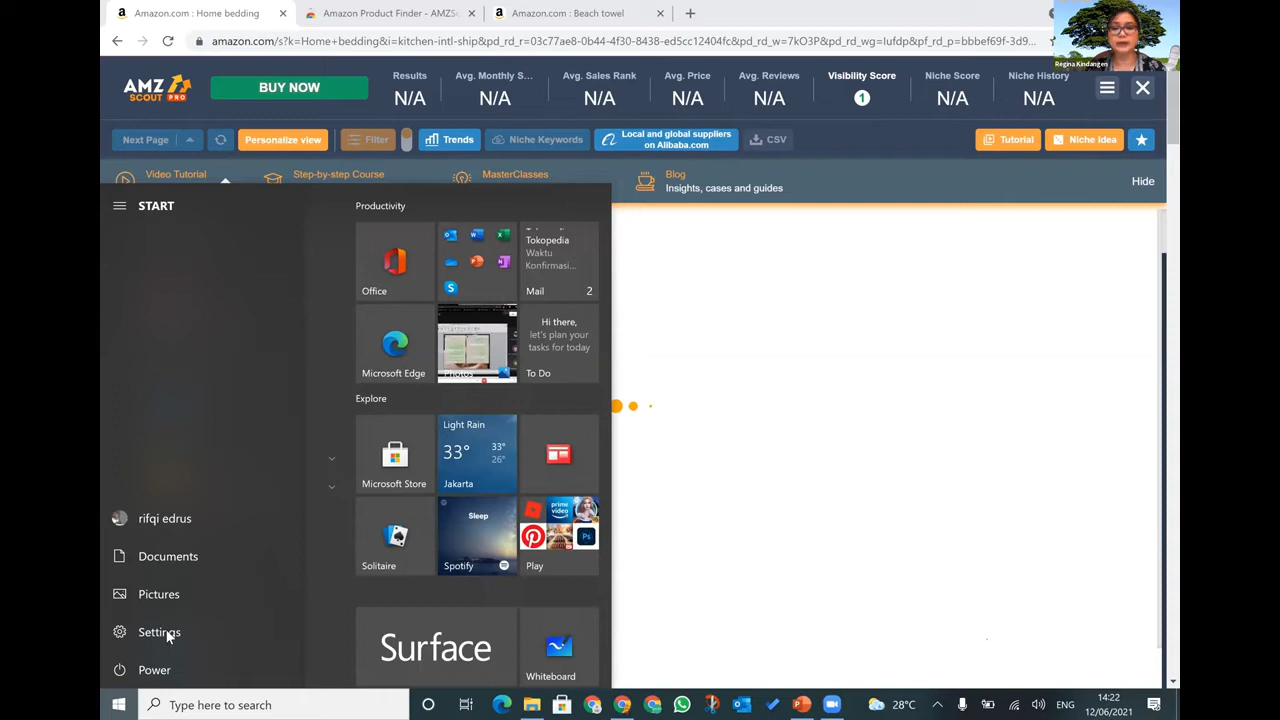 Amazon.com : Home bedding
Amazon Product Finder - AMZSc
Amazon.com : Beach towel
amazon.com/s?k=Home+bedding&i=kitchen-intl-ship&pd_rd_r=03c77ae8-0b44-4f30-8438-ed5cc12404fc&pd_rd_w=7kO3P&pd_rd_wg=lufdp&pf_rd_p=bbbef69f-3d9...
Regina Kindangen
AMZ
SCOUT PRO
BUY NOW
Results
N/A
Avg. Monthly S...
N/A
Avg. Sales Rank
N/A
Avg. Price
N/A
Avg. Reviews
N/A
Visibility Score
1
Niche Score
N/A
Niche History
N/A
Next Page
Personalize view
Filter
Trends
Niche Keywords
Local and global suppliers
on Alibaba.com
CSV
Tutorial
Niche Idea
Video Tutorial
Step-by-step Course
MasterClasses
Blog
Insights, cases and guides
Hide
START
Productivity
Office
Tokopedia
Waktu
Konfirmasi...
Mail 2
Microsoft Edge
Photos
Hi there,
let's plan your
tasks for today
To Do
Explore
Microsoft Store
Light Rain
33° 33°
26°
Jakarta
Solitaire
Sleep
Spotify
prime video
Ps
Play
rifqi edrus
Documents
Pictures
Settings
Power
Surface
Whiteboard
Type here to search
28°C
ENG
14:22
12/06/2021